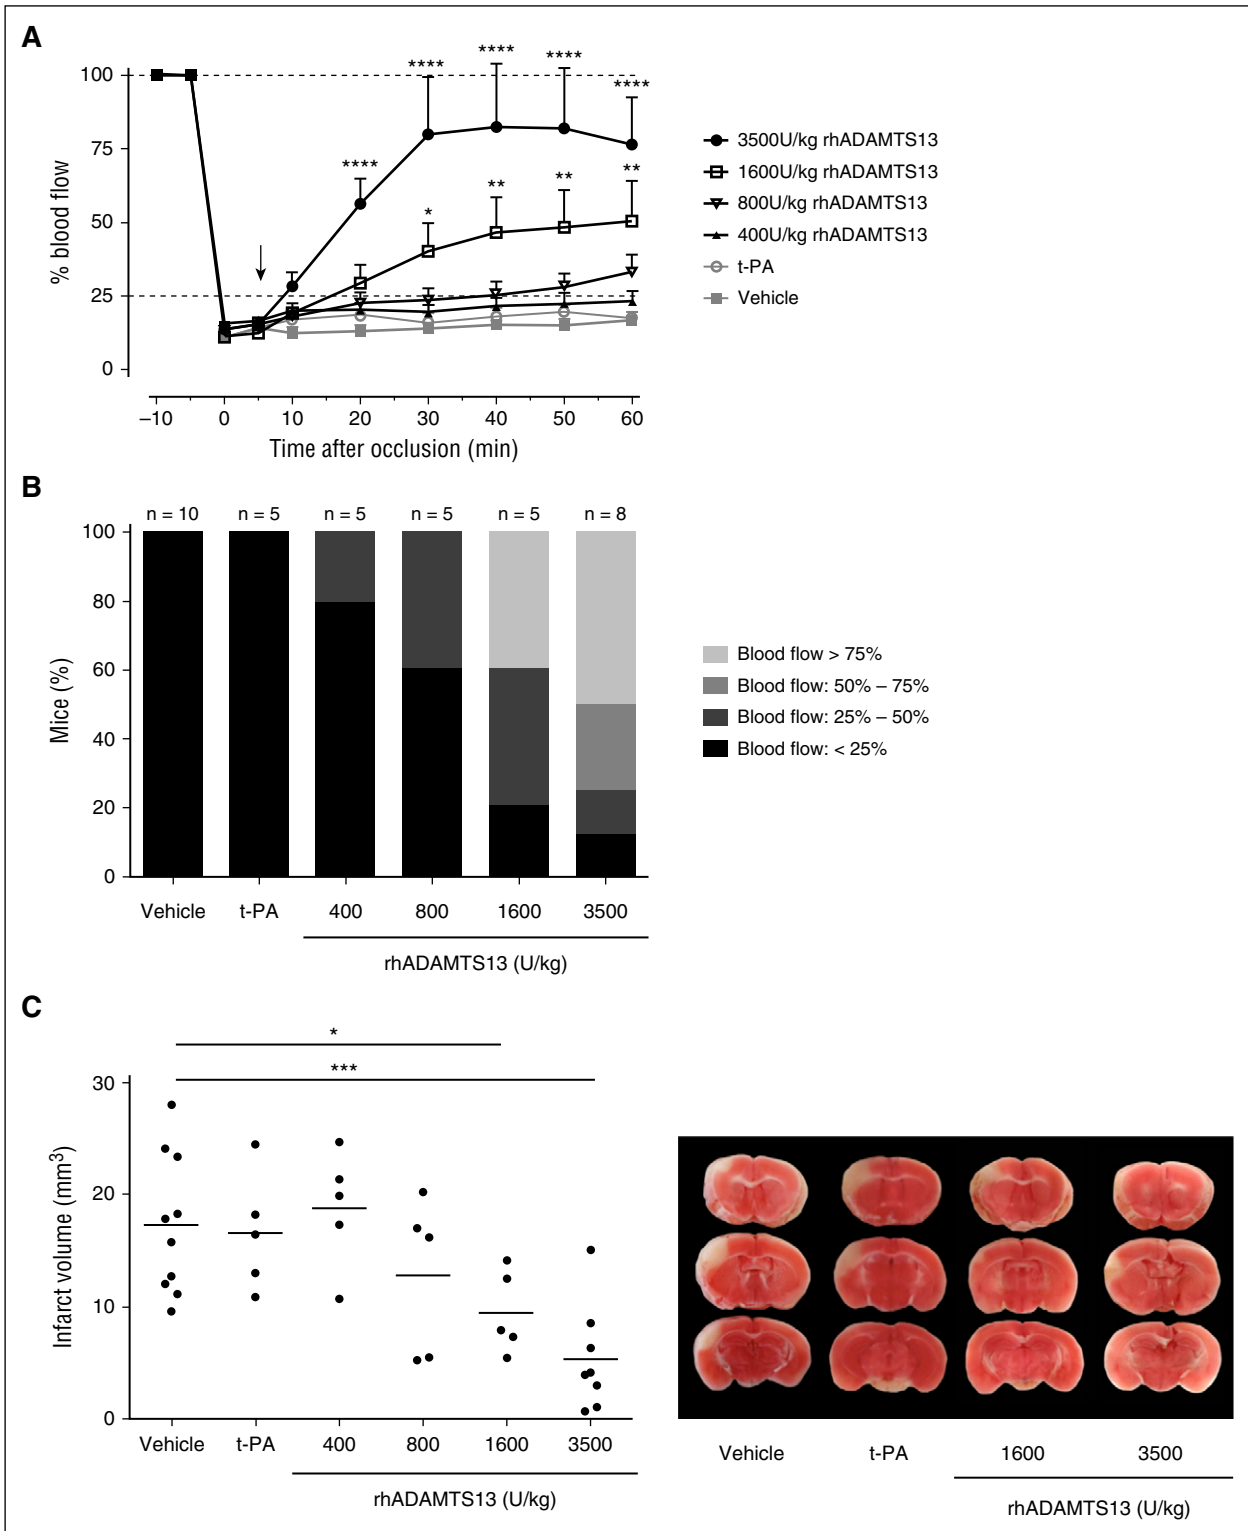 A
**** **** **** ****
****
** ** **
*
100
75
50
25
0
% blood flow
−10 0 10 20 30 40 50 60
Time after occlusion (min)
3500U/kg rhADAMTS13
1600U/kg rhADAMTS13
800U/kg rhADAMTS13
400U/kg rhADAMTS13
t-PA
Vehicle
B
n = 10 n = 5 n = 5 n = 5 n = 5 n = 8
100
80
60
40
20
0
Mice (%)
Vehicle t-PA 400 800 1600 3500
rhADAMTS13 (U/kg)
Blood flow > 75%
Blood flow: 50% – 75%
Blood flow: 25% – 50%
Blood flow: < 25%
C
*
***
30
20
10
0
Infarct volume (mm³)
Vehicle t-PA 400 800 1600 3500
rhADAMTS13 (U/kg)
Vehicle t-PA 1600 3500
rhADAMTS13 (U/kg)